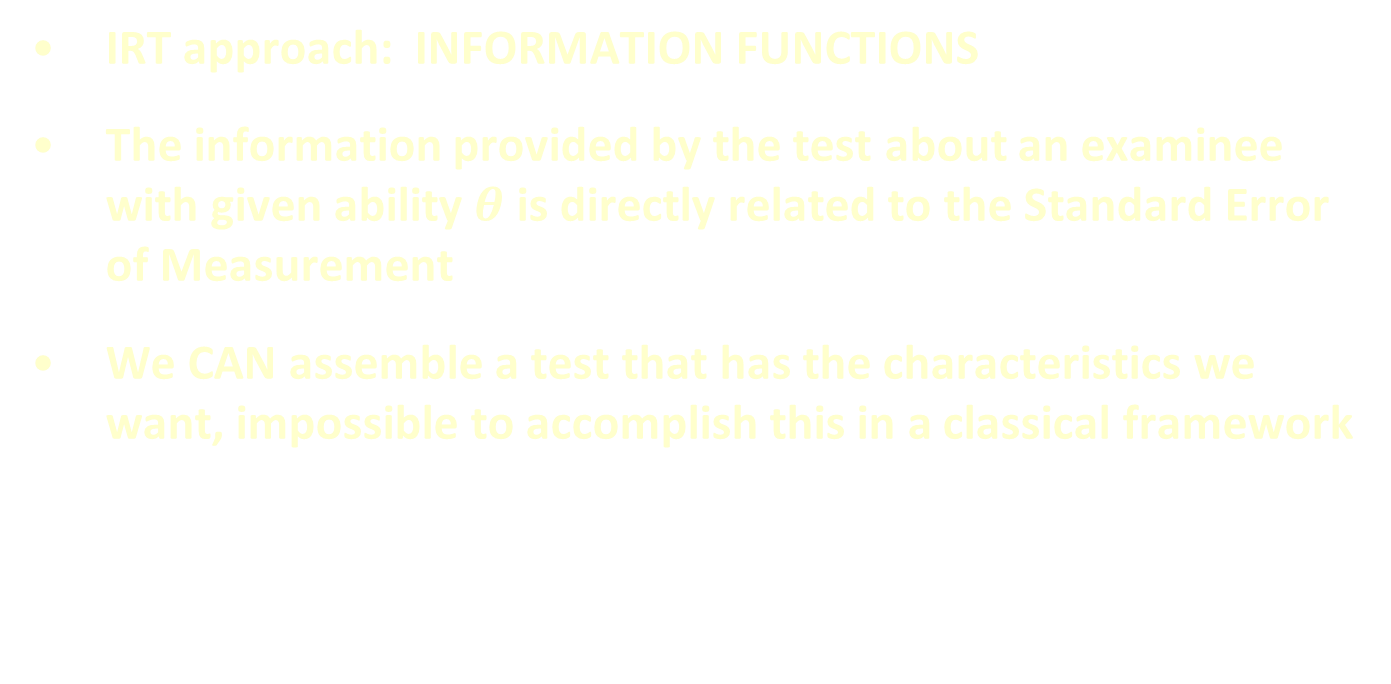 • IRT approach:  INFORMATION FUNCTIONS
• The information provided by the test about an examinee
with given ability θ is directly related to the Standard Error
of Measurement
• We CAN assemble a test that has the characteristics we
want, impossible to accomplish this in a classical framework